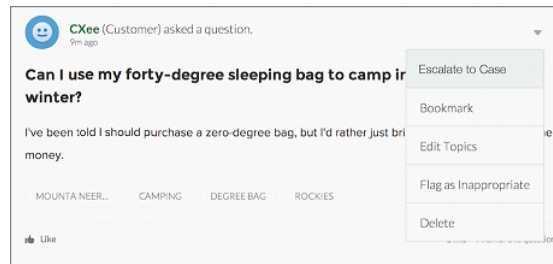 CXee (Customer) asked a question.
9m ago
Can I use my forty-degree sleeping bag to camp in
winter?
I've been told I should purchase a zero-degree bag, but I'd rather just bri
money.
MOUNTA NEER... CAMPING DEGREE BAG ROCKIES
Like
Escalate to Case
Bookmark
Edit Topics
Flag as Inappropriate
Delete